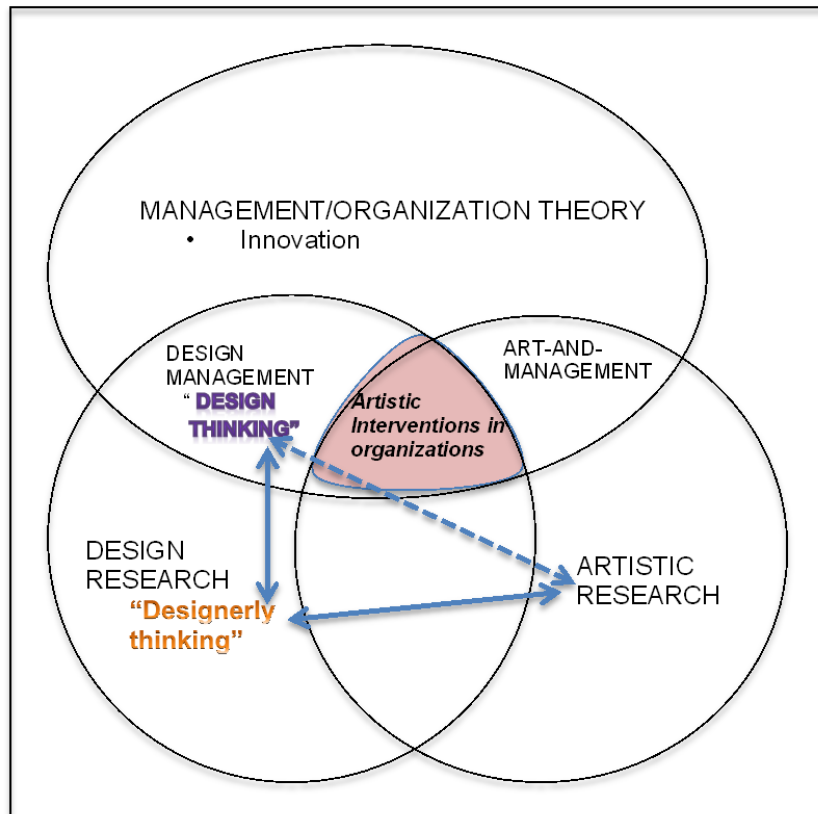 MANAGEMENT/ORGANIZATION THEORY
• Innovation
DESIGN
MANAGEMENT
“ DESIGN
THINKING”
ART-AND-
MANAGEMENT
Artistic
Interventions in
organizations
DESIGN
RESEARCH
“Designerly
thinking”
ARTISTIC
RESEARCH